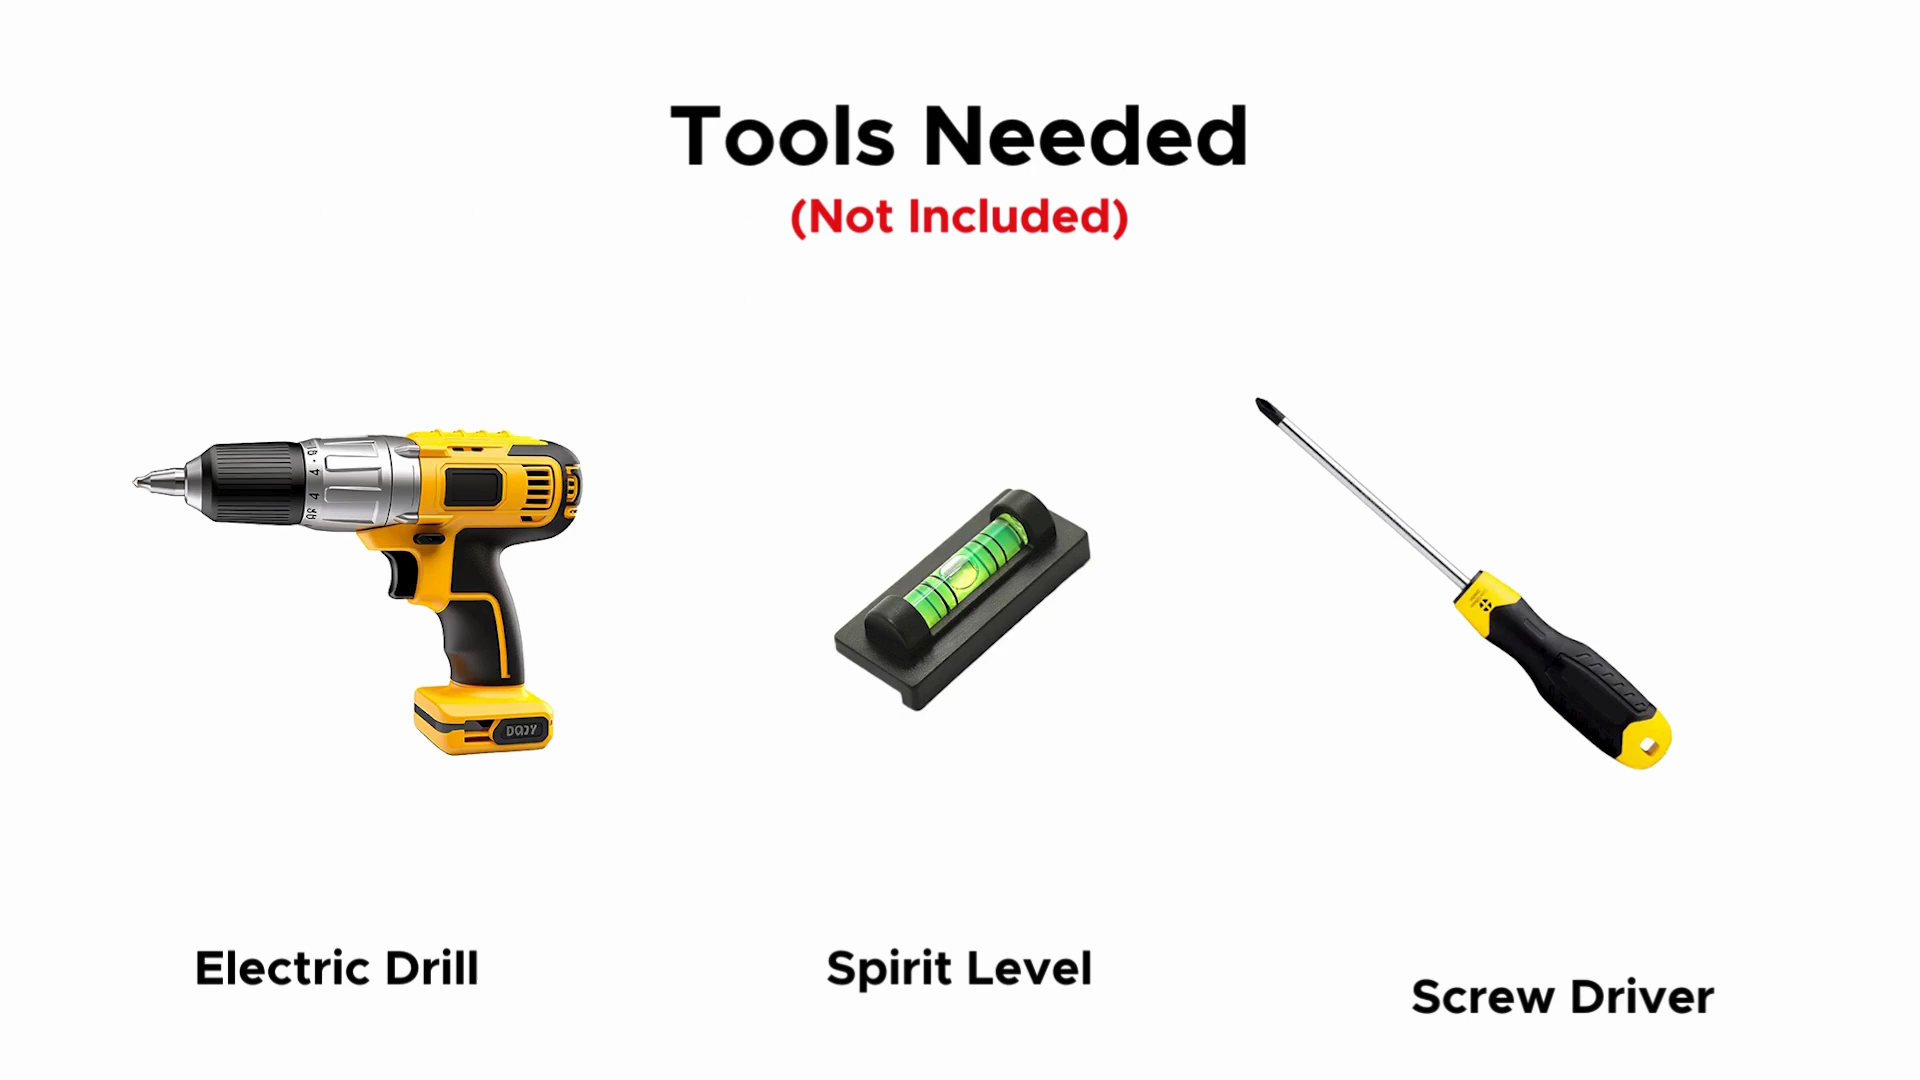 Tools Needed
(Not Included)
Electric Drill
Spirit Level
Screw Driver